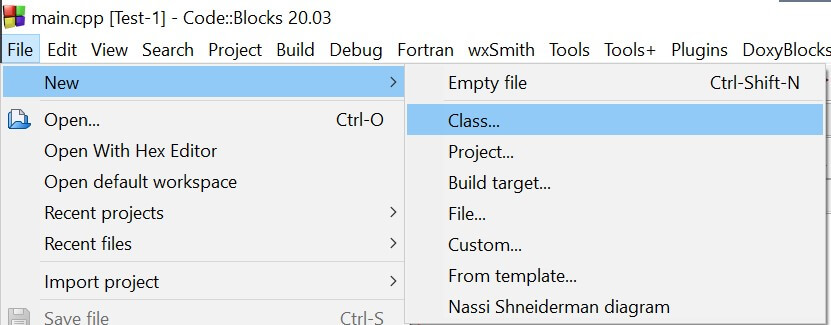 main.cpp [Test-1] - Code::Blocks 20.03
File Edit View Search Project Build Debug Fortran wxSmith Tools Tools+ Plugins DoxyBlocks
New
Open... Ctrl-O
Open With Hex Editor
Open default workspace
Recent projects
Recent files
Import project
Save file Ctrl-S
Empty file Ctrl-Shift-N
Class...
Project...
Build target...
File...
Custom...
From template...
Nassi Shneiderman diagram